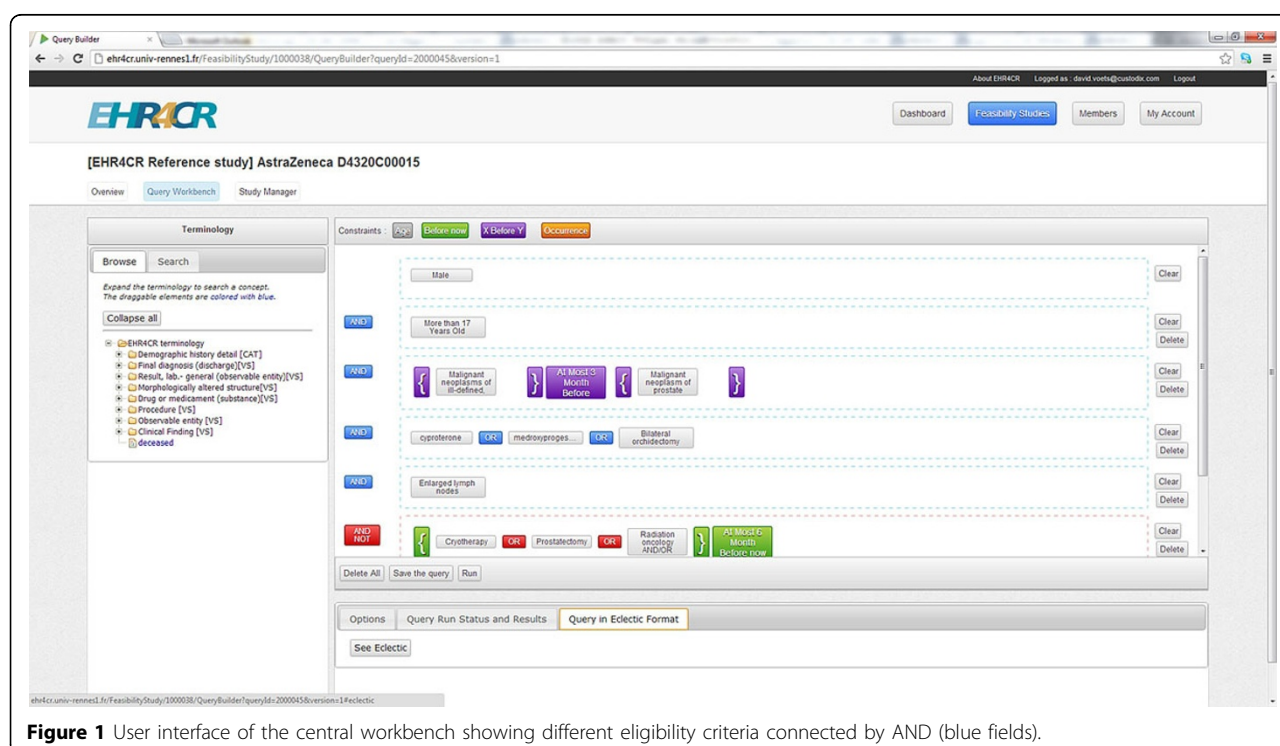 Query Builder
ehr4cr.univ-rennes1.fr/FeasibilityStudy/1000038/QueryBuilder?queryId=2000045&version=1
About EHR4CR Logged as : david.voets@custodix.com Logout
EHR4CR
Dashboard Feasibility Studies Members My Account
[EHR4CR Reference study] AstraZeneca D4320C00015
Overview Query Workbench Study Manager
Terminology
Browse Search
Expand the terminology to search a concept.
The draggable elements are colored with blue.
Collapse all
EHR4CR terminology
Demographic history detail [CAT]
Final diagnosis (discharge)[VS]
Result, lab.- general (observable entity)[VS]
Morphologically altered structure[VS]
Drug or medicament (substance)[VS]
Procedure [VS]
Observable entity [VS]
Clinical Finding [VS]
deceased
Constraints : Age Before now X Before Y Occurrence
Male
Clear
AND
More than 17
Years Old
Clear
Delete
AND
{ Malignant
neoplasms of
ill-defined, }
At Most 3
Month
Before
{ Malignant
neoplasm of
prostate }
Clear
Delete
AND
cyproterone OR medroxyproges... OR Bilateral
orchidectomy
Clear
Delete
AND
Enlarged lymph
nodes
Clear
Delete
AND
NOT
{ Cryotherapy OR Prostatectomy OR Radiation
oncology
AND/OR }
At Most 6
Month
Before now
Clear
Delete
Delete All Save the query Run
Options Query Run Status and Results Query in Eclectic Format
See Eclectic
ehr4cr.univ-rennes1.fr/FeasibilityStudy/1000038/QueryBuilder?queryId=2000045&version=1#eclectic
Figure 1 User interface of the central workbench showing different eligibility criteria connected by AND (blue fields).